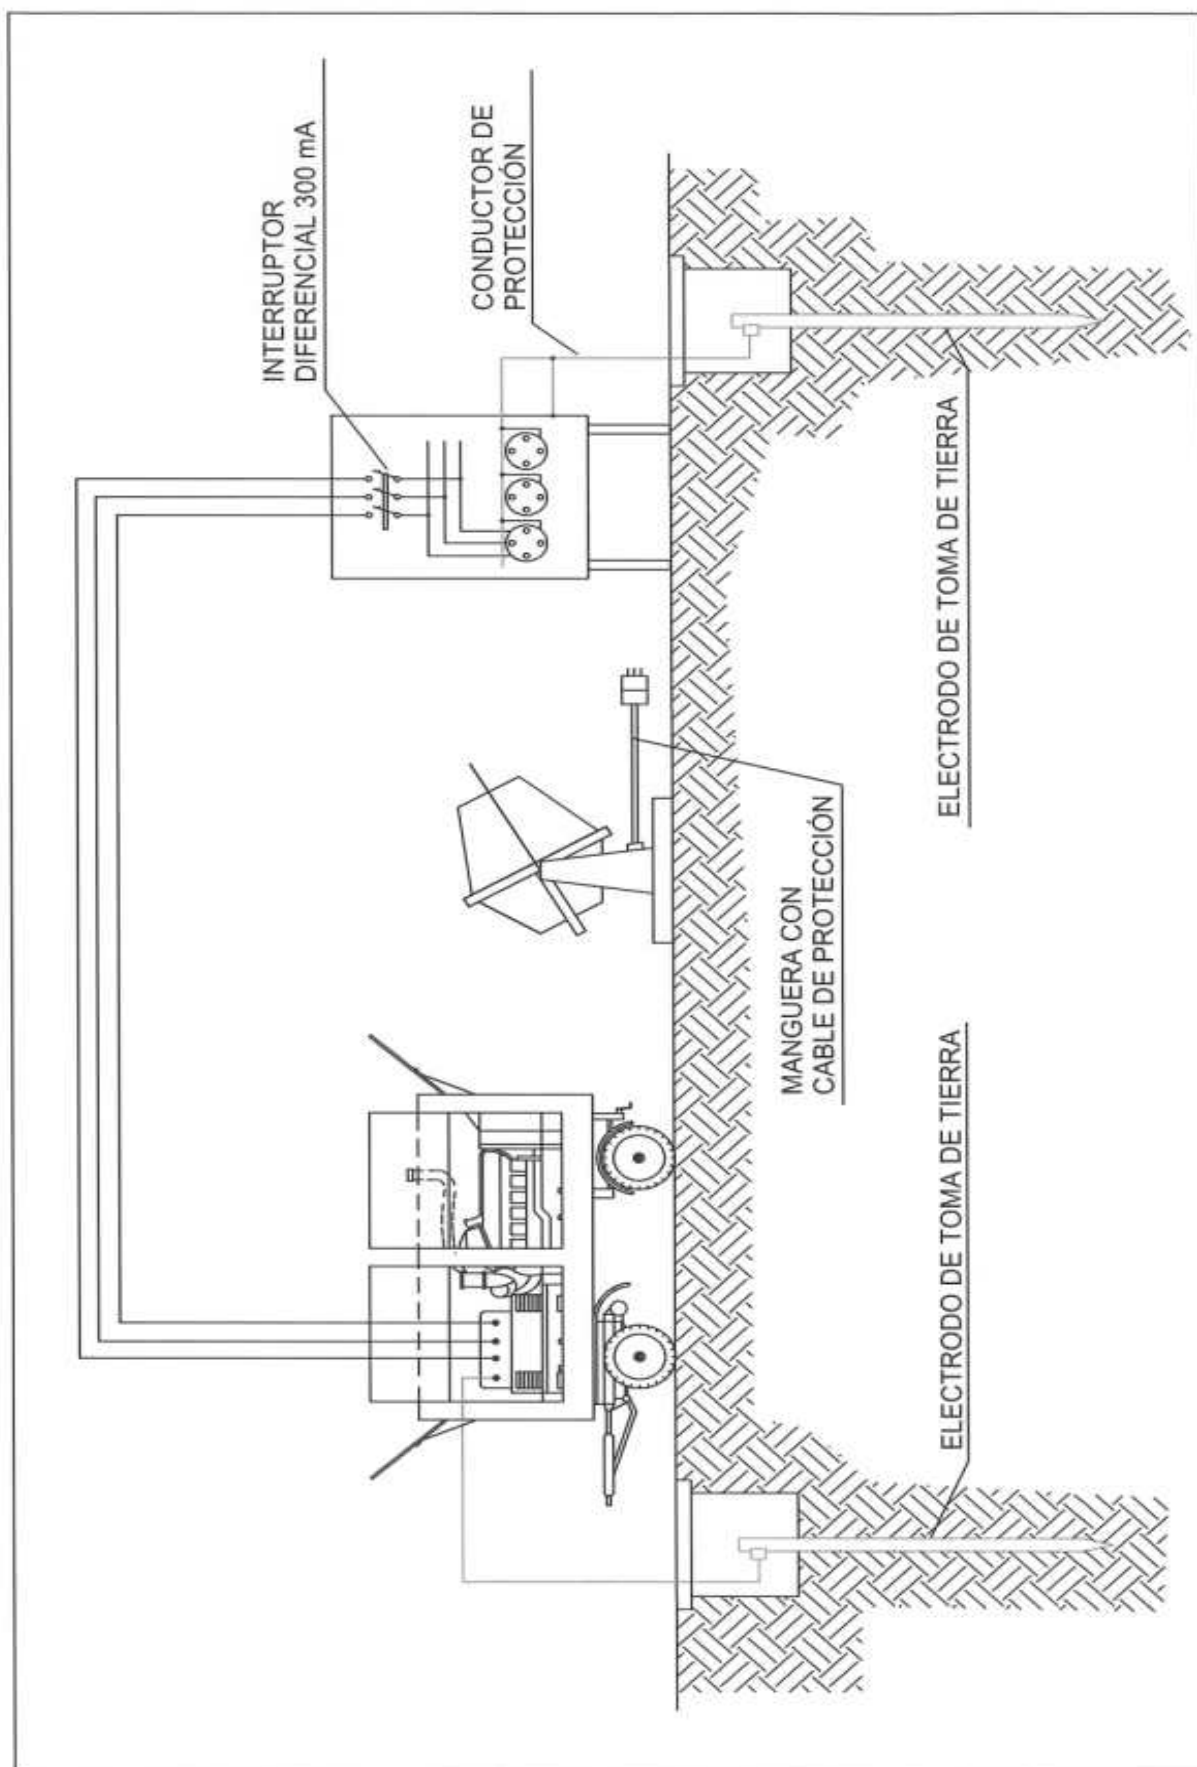 INTERRUPTOR
DIFERENCIAL 300 mA
CONDUCTOR DE
PROTECCIÓN
MANGUERA CON
CABLE DE PROTECCIÓN
ELECTRODO DE TOMA DE TIERRA
ELECTRODO DE TOMA DE TIERRA